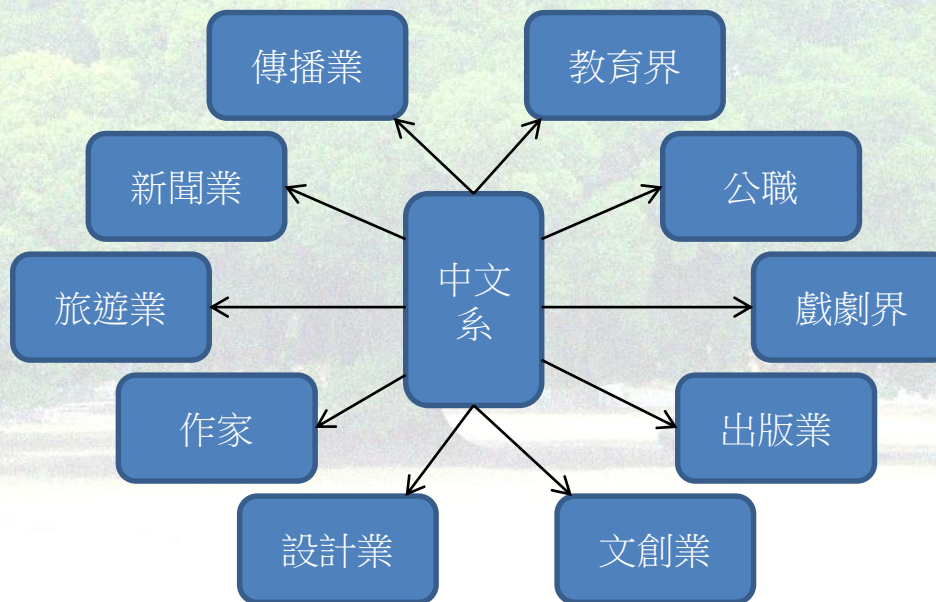 傳播業
教育界
新聞業
公職
中文
系
旅遊業
戲劇界
作家
出版業
設計業
文創業